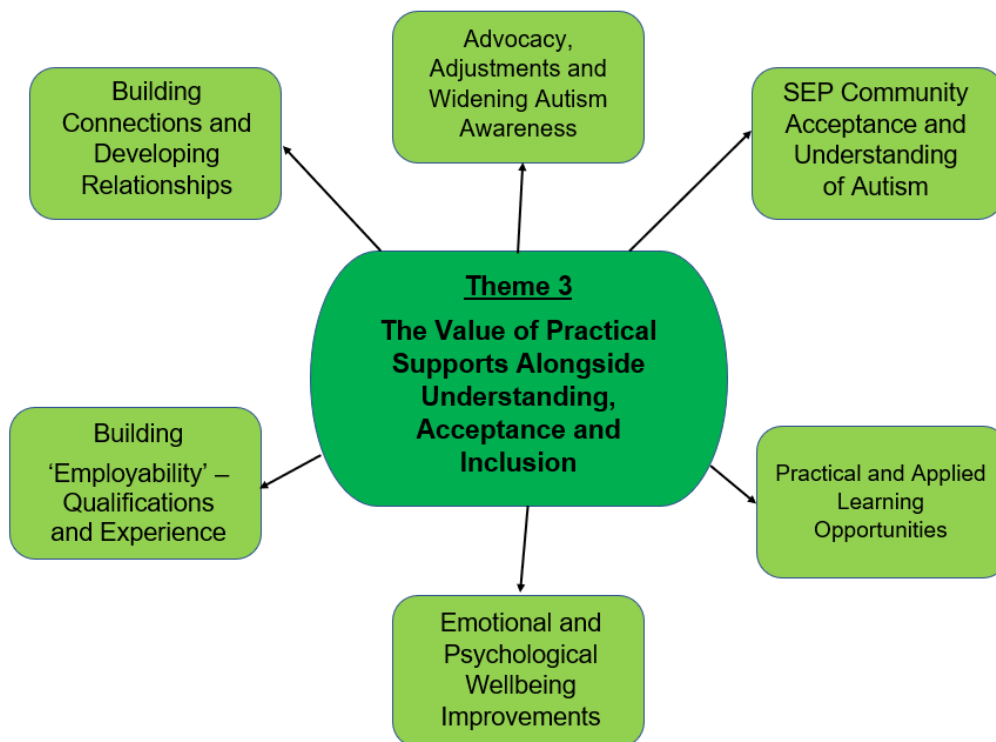 Advocacy,
Adjustments and
Widening Autism
Awareness
Building
Connections and
Developing
Relationships
SEP Community
Acceptance and
Understanding
of Autism
Theme 3
The Value of Practical
Supports Alongside
Understanding,
Acceptance and
Inclusion
Building
‘Employability’ –
Qualifications
and Experience
Practical and Applied
Learning
Opportunities
Emotional and
Psychological
Wellbeing
Improvements